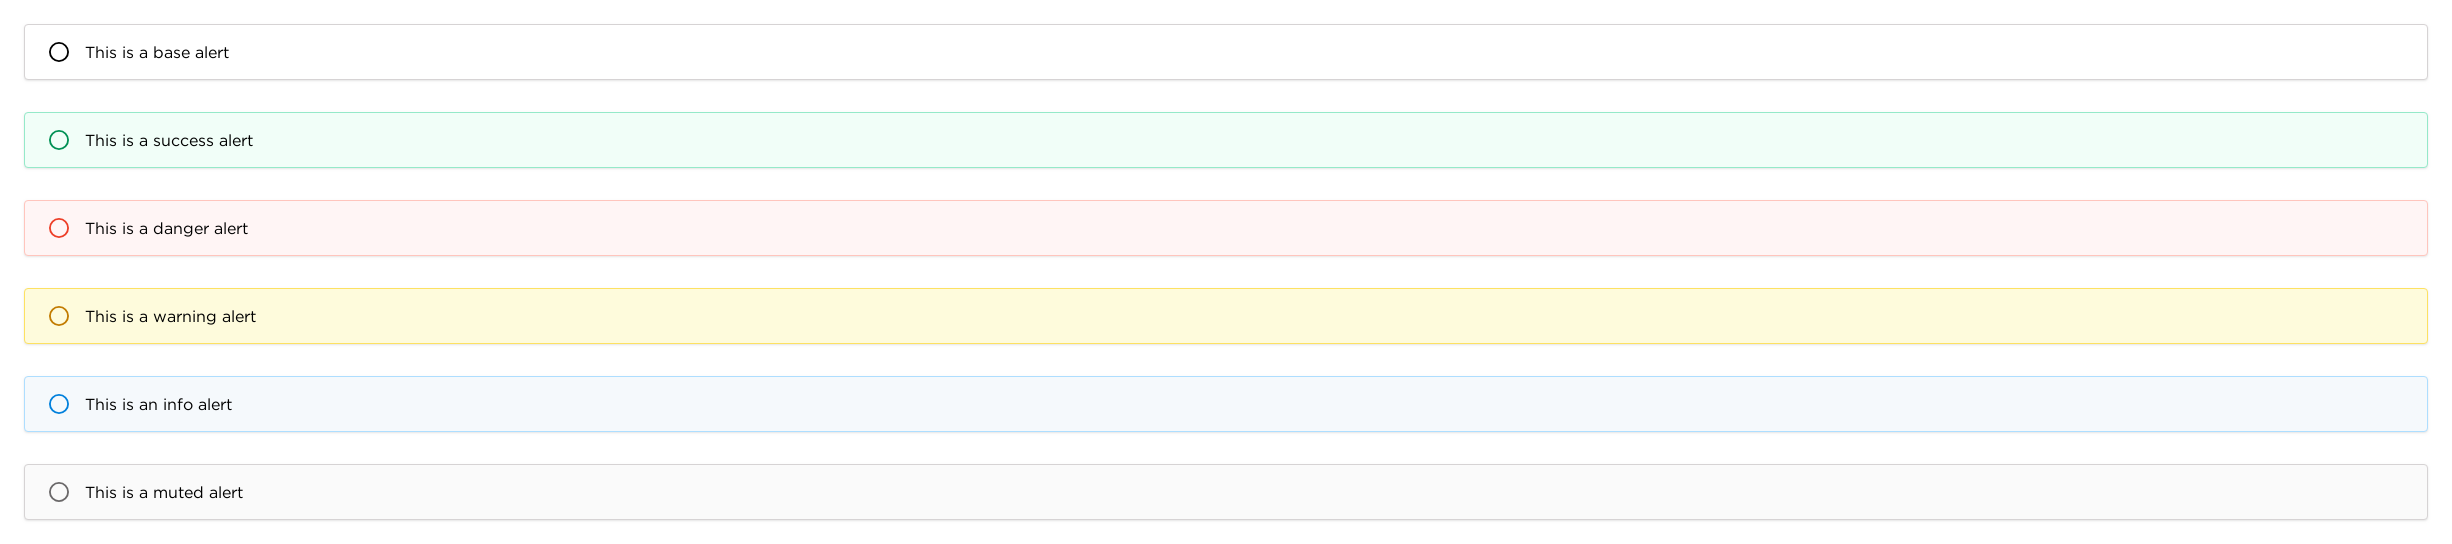 This is a base alert
This is a success alert
This is a danger alert
This is a warning alert
This is an info alert
This is a muted alert